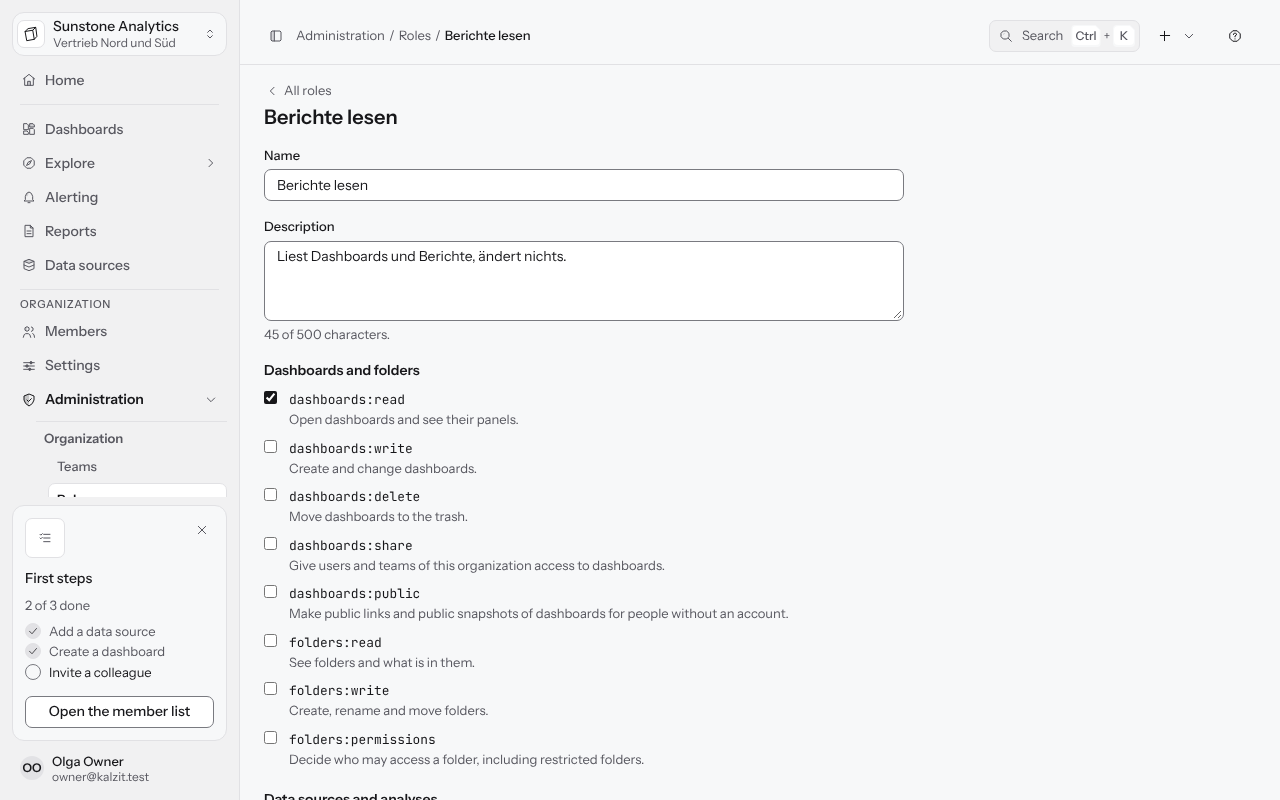 Sunstone Analytics
Vertrieb Nord und Süd
Home
Dashboards
Explore
Alerting
Reports
Data sources
ORGANIZATION
Members
Settings
Administration
Organization
Teams
First steps
2 of 3 done
Add a data source
Create a dashboard
Invite a colleague
Open the member list
OO
Olga Owner
owner@kalzit.test
Administration / Roles / Berichte lesen
Search Ctrl + K
All roles
Berichte lesen
Name
Berichte lesen
Description
Liest Dashboards und Berichte, ändert nichts.
45 of 500 characters.
Dashboards and folders
dashboards:read
Open dashboards and see their panels.
dashboards:write
Create and change dashboards.
dashboards:delete
Move dashboards to the trash.
dashboards:share
Give users and teams of this organization access to dashboards.
dashboards:public
Make public links and public snapshots of dashboards for people without an account.
folders:read
See folders and what is in them.
folders:write
Create, rename and move folders.
folders:permissions
Decide who may access a folder, including restricted folders.
Data sources and analyses